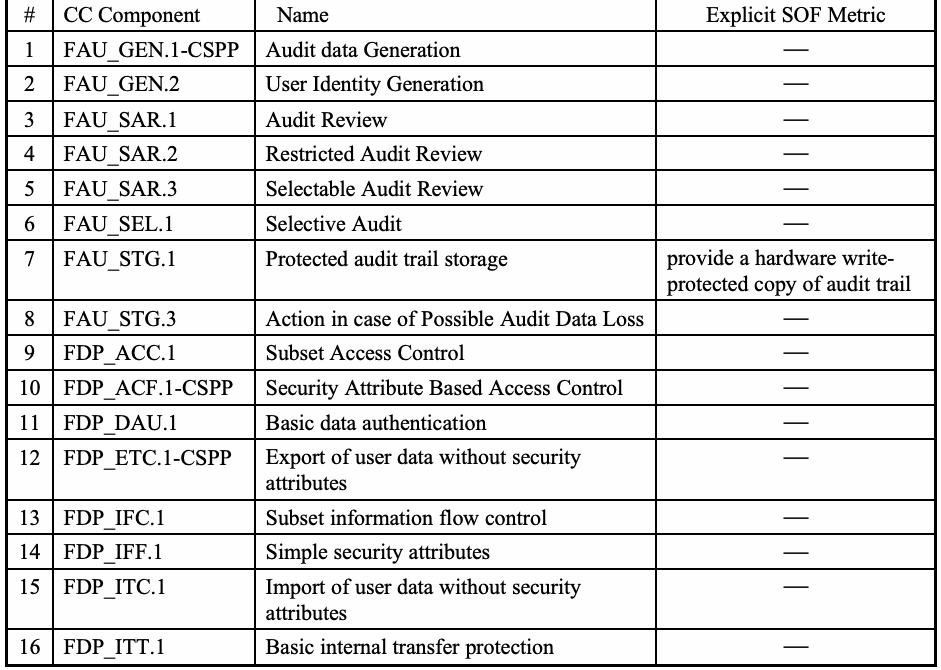 # CC Component Name Explicit SOF Metric
1 FAU_GEN.1-CSPP Audit data Generation —
2 FAU_GEN.2 User Identity Generation —
3 FAU_SAR.1 Audit Review —
4 FAU_SAR.2 Restricted Audit Review —
5 FAU_SAR.3 Selectable Audit Review —
6 FAU_SEL.1 Selective Audit —
7 FAU_STG.1 Protected audit trail storage provide a hardware write-
protected copy of audit trail
8 FAU_STG.3 Action in case of Possible Audit Data Loss —
9 FDP_ACC.1 Subset Access Control —
10 FDP_ACF.1-CSPP Security Attribute Based Access Control —
11 FDP_DAU.1 Basic data authentication —
12 FDP_ETC.1-CSPP Export of user data without security —
attributes
13 FDP_IFC.1 Subset information flow control —
14 FDP_IFF.1 Simple security attributes —
15 FDP_ITC.1 Import of user data without security —
attributes
16 FDP_ITT.1 Basic internal transfer protection —